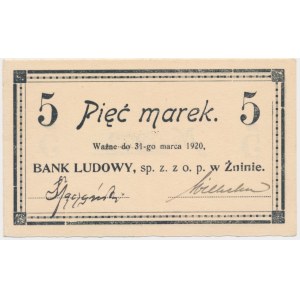 5 Pięć marek. 5
Ważne do 31-go marca 1920.
BANK LUDOWY, sp. z. z o. p. w Żninie.